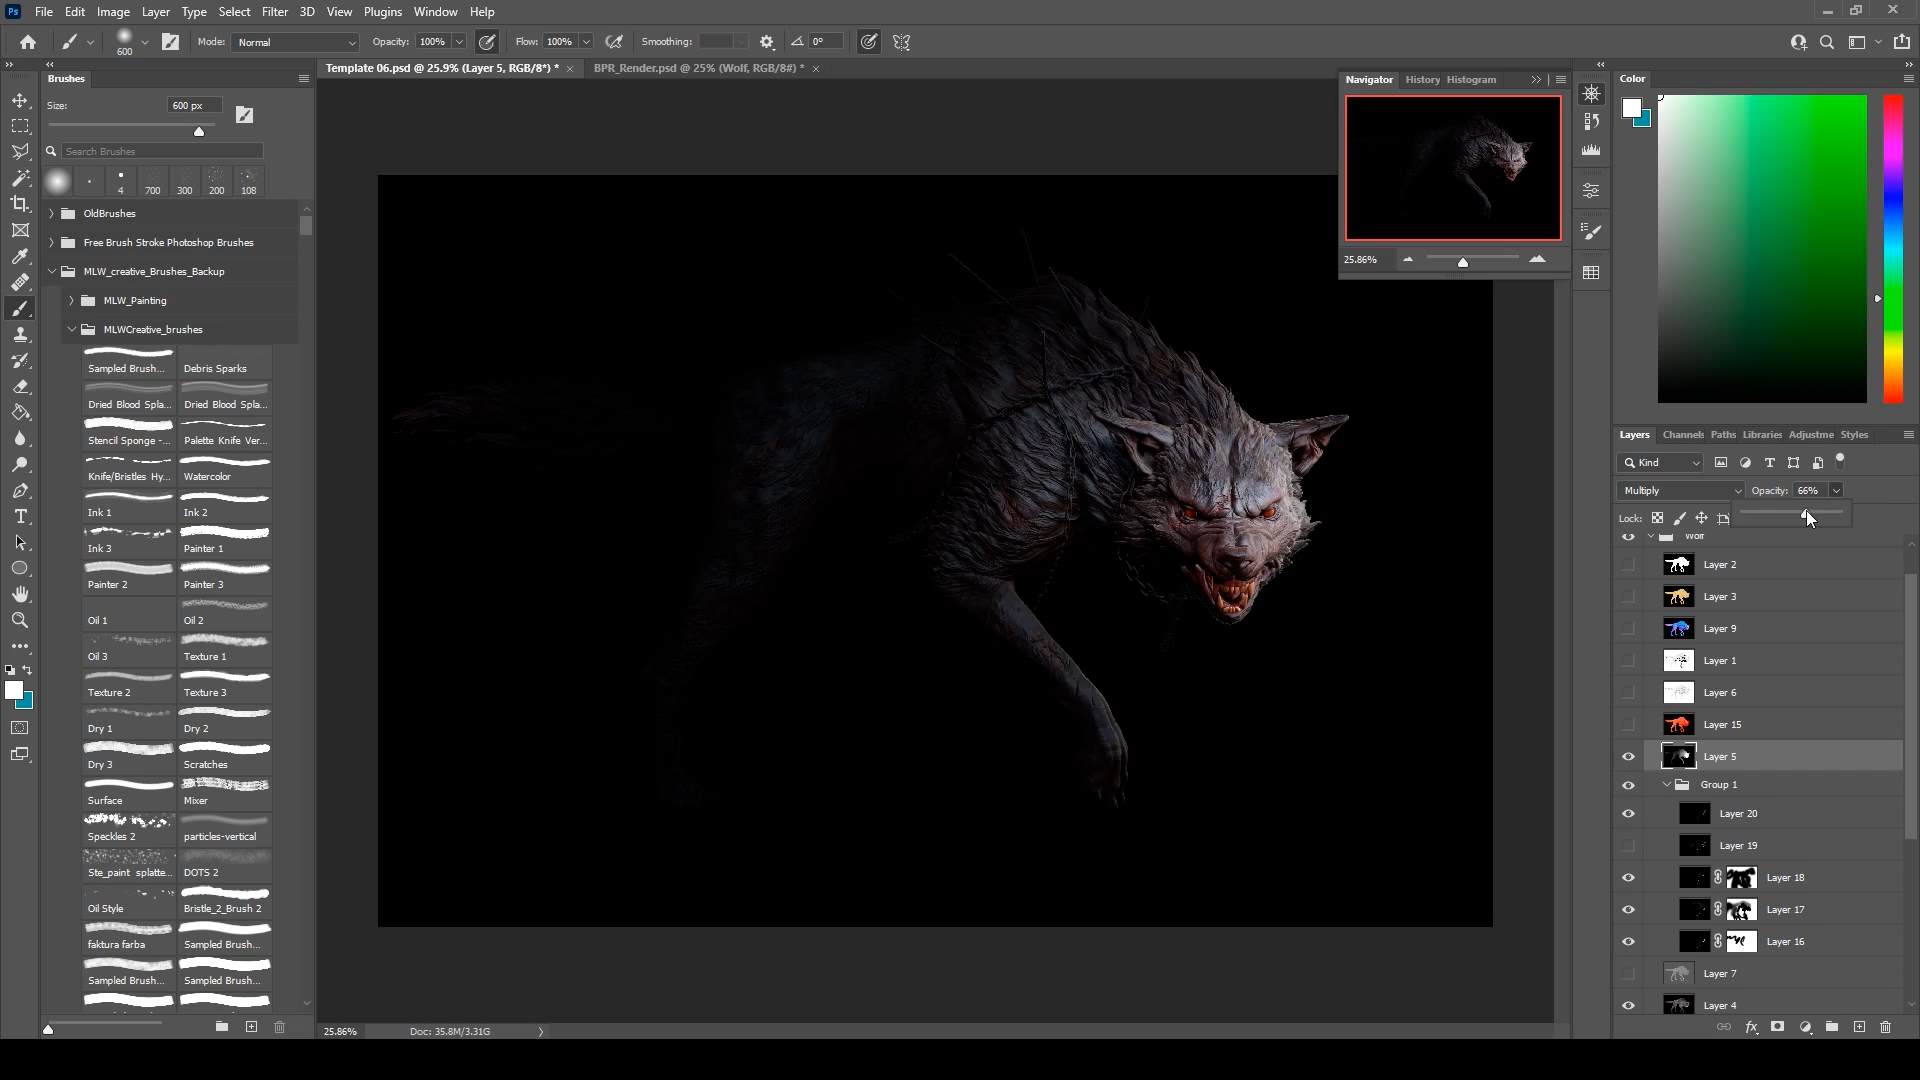 Ps File Edit Image Layer Type Select Filter 3D View Plugins Window Help
600 Mode: Normal Opacity: 100% Flow: 100% Smoothing: 0°
Brushes
Template 06.psd @ 25.9% (Layer 5, RGB/8*) * BPR_Render.psd @ 25% (Wolf, RGB/8#) *
Size: 600 px
Search Brushes
4 700 300 200 108
OldBrushes
Free Brush Stroke Photoshop Brushes
MLW_creative_Brushes_Backup
MLW_Painting
MLWCreative_brushes
Sampled Brush... Debris Sparks
Dried Blood Spla... Dried Blood Spla...
Stencil Sponge -... Palette Knife Ver...
Knife/Bristles Hy... Watercolor
Ink 1 Ink 2
Ink 3 Painter 1
Painter 2 Painter 3
Oil 1 Oil 2
Oil 3 Texture 1
Texture 2 Texture 3
Dry 1 Dry 2
Dry 3 Scratches
Surface Mixer
Speckles 2 particles-vertical
Ste_paint splatte... DOTS 2
Oil Style Bristle_2_Brush 2
faktura farba Sampled Brush...
Sampled Brush... Sampled Brush...
25.86% Doc: 35.8M/3.31G
Navigator History Histogram
25.86%
Color
Layers Channels Paths Libraries Adjustme Styles
Kind
Multiply Opacity: 66%
Lock:
Wolf
Layer 2
Layer 3
Layer 9
Layer 1
Layer 6
Layer 15
Layer 5
Group 1
Layer 20
Layer 19
Layer 18
Layer 17
Layer 16
Layer 7
Layer 4
fx